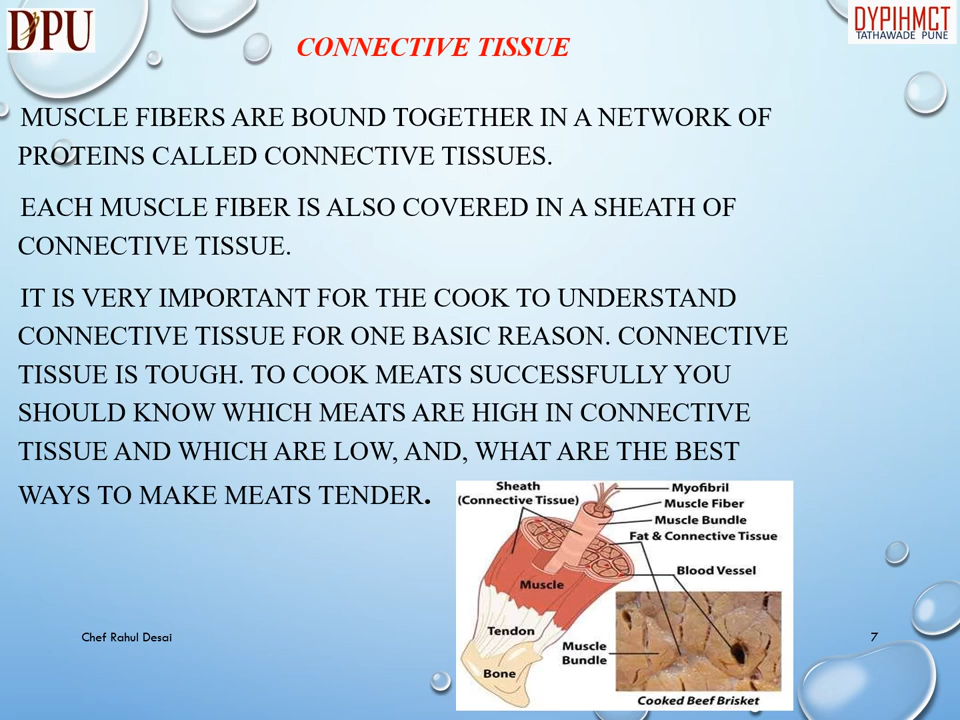 DPU
DYPIHMCT
TATHAWADE PUNE
CONNECTIVE TISSUE
MUSCLE FIBERS ARE BOUND TOGETHER IN A NETWORK OF
PROTEINS CALLED CONNECTIVE TISSUES.
EACH MUSCLE FIBER IS ALSO COVERED IN A SHEATH OF
CONNECTIVE TISSUE.
IT IS VERY IMPORTANT FOR THE COOK TO UNDERSTAND
CONNECTIVE TISSUE FOR ONE BASIC REASON. CONNECTIVE
TISSUE IS TOUGH. TO COOK MEATS SUCCESSFULLY YOU
SHOULD KNOW WHICH MEATS ARE HIGH IN CONNECTIVE
TISSUE AND WHICH ARE LOW, AND, WHAT ARE THE BEST
WAYS TO MAKE MEATS TENDER.
Sheath
(Connective Tissue)
Myofibril
Muscle Fiber
Muscle Bundle
Fat & Connective Tissue
Blood Vessel
Muscle
Tendon
Muscle
Bundle
Bone
Cooked Beef Brisket
Chef Rahul Desai
7